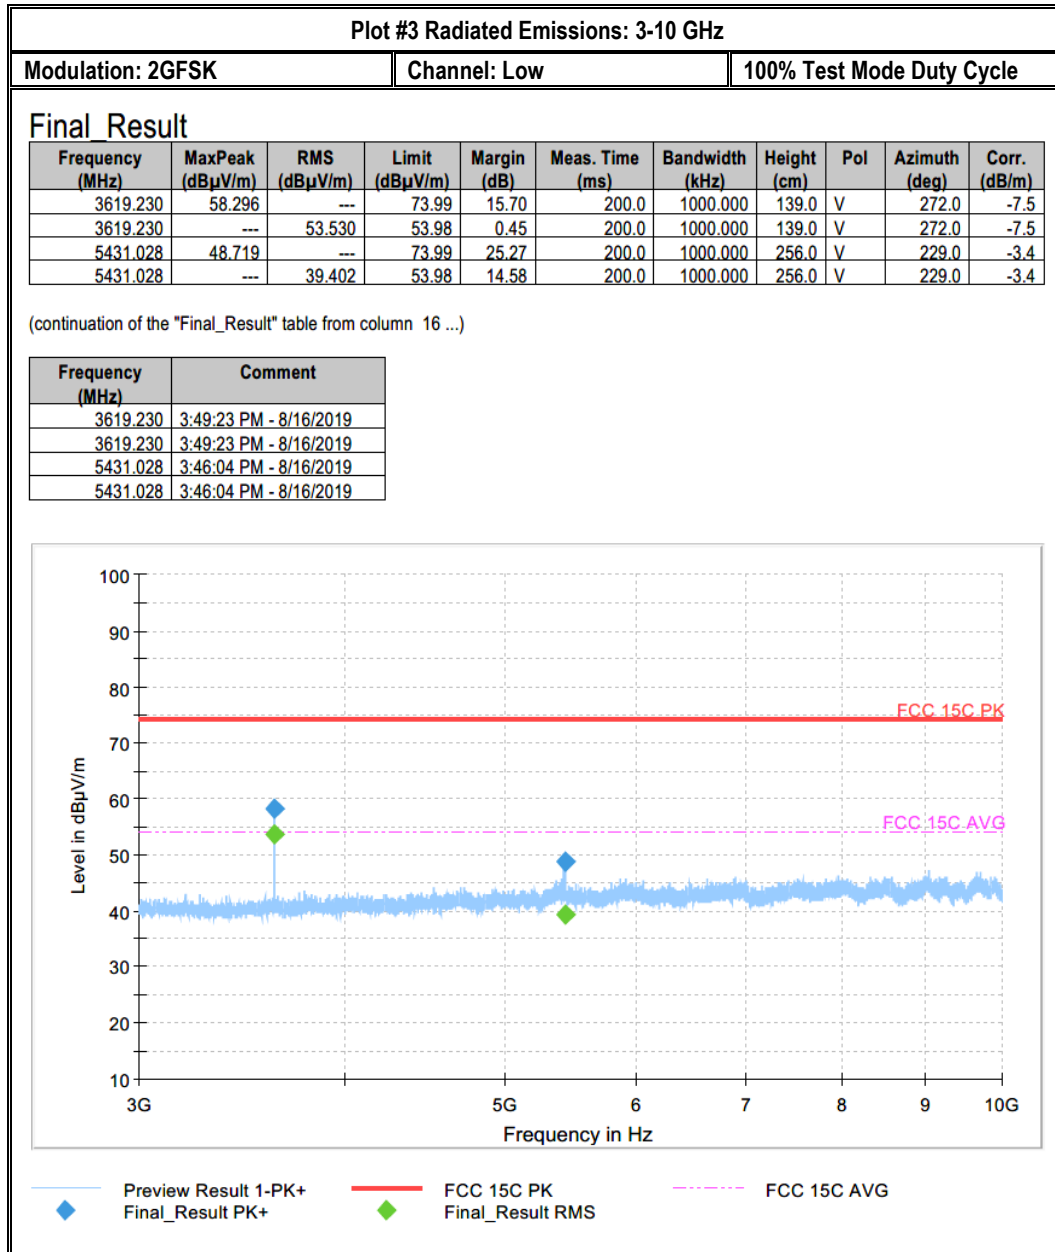 Plot #3 Radiated Emissions: 3-10 GHz
Modulation: 2GFSK Channel: Low 100% Test Mode Duty Cycle
Final_Result
Frequency (MHz) MaxPeak (dBµV/m) RMS (dBµV/m) Limit (dBµV/m) Margin (dB) Meas. Time (ms) Bandwidth (kHz) Height (cm) Pol Azimuth (deg) Corr. (dB/m)
3619.230 58.296 --- 73.99 15.70 200.0 1000.000 139.0 V 272.0 -7.5
3619.230 --- 53.530 53.98 0.45 200.0 1000.000 139.0 V 272.0 -7.5
5431.028 48.719 --- 73.99 25.27 200.0 1000.000 256.0 V 229.0 -3.4
5431.028 --- 39.402 53.98 14.58 200.0 1000.000 256.0 V 229.0 -3.4
(continuation of the "Final_Result" table from column 16 ...)
Frequency (MHz) Comment
3619.230 3:49:23 PM - 8/16/2019
3619.230 3:49:23 PM - 8/16/2019
5431.028 3:46:04 PM - 8/16/2019
5431.028 3:46:04 PM - 8/16/2019
100
90
80
70
60
50
40
30
20
10
Level in dBµV/m
FCC 15C PK
FCC 15C AVG
3G 5G 6 7 8 9 10G
Frequency in Hz
Preview Result 1-PK+ FCC 15C PK FCC 15C AVG
Final_Result PK+ Final_Result RMS